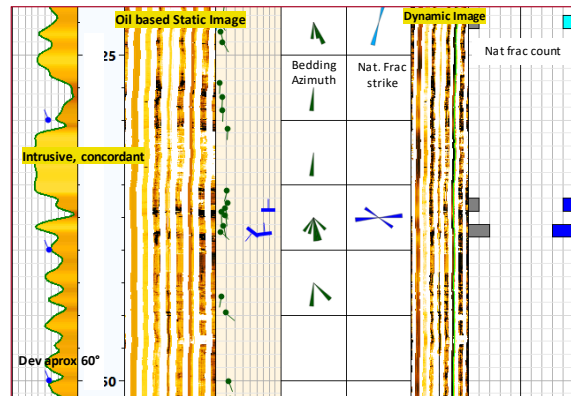 Oil based Static Image
Dynamic Image
Nat frac count
25
Bedding
Azimuth
Nat. Frac
strike
Intrusive, concordant
Dev aprox 60°
50